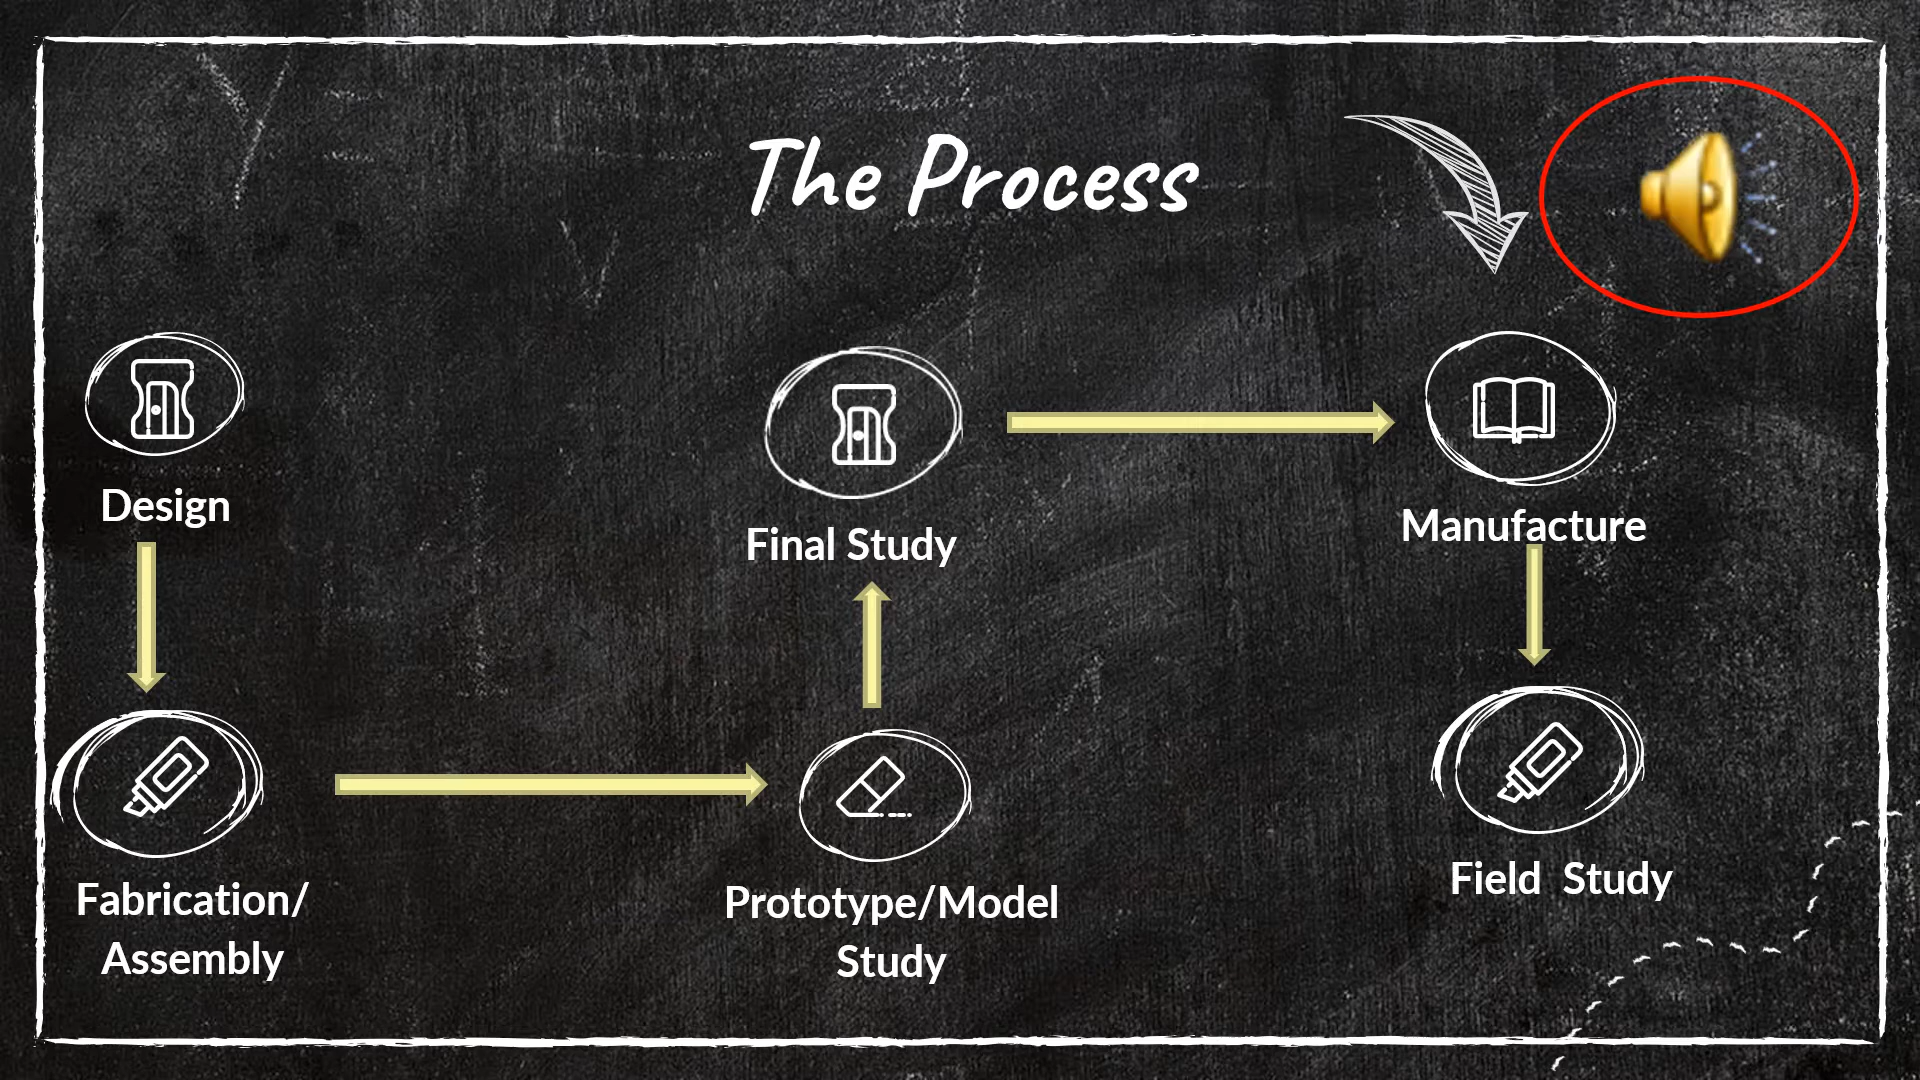 The Process
Design
Fabrication/
Assembly
Prototype/Model
Study
Final Study
Manufacture
Field  Study